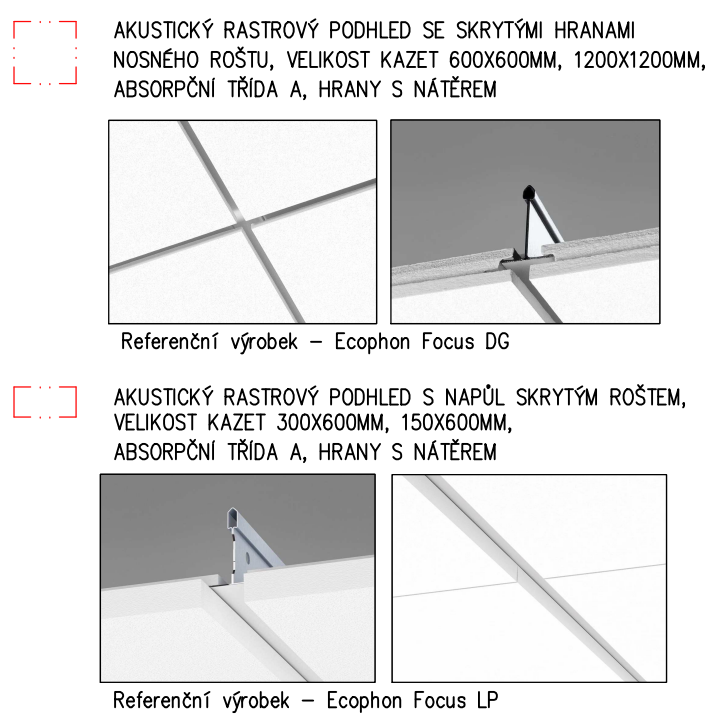 AKUSTICKÝ RASTROVÝ PODHLED SE SKRYTÝMI HRANAMI
NOSNÉHO ROŠTU, VELIKOST KAZET 600X600MM, 1200X1200MM,
ABSORPČNÍ TŘÍDA A, HRANY S NÁTĚREM
Referenční výrobek – Ecophon Focus DG
AKUSTICKÝ RASTROVÝ PODHLED S NAPŮL SKRYTÝM ROŠTEM,
VELIKOST KAZET 300X600MM, 150X600MM,
ABSORPČNÍ TŘÍDA A, HRANY S NÁTĚREM
Referenční výrobek – Ecophon Focus LP